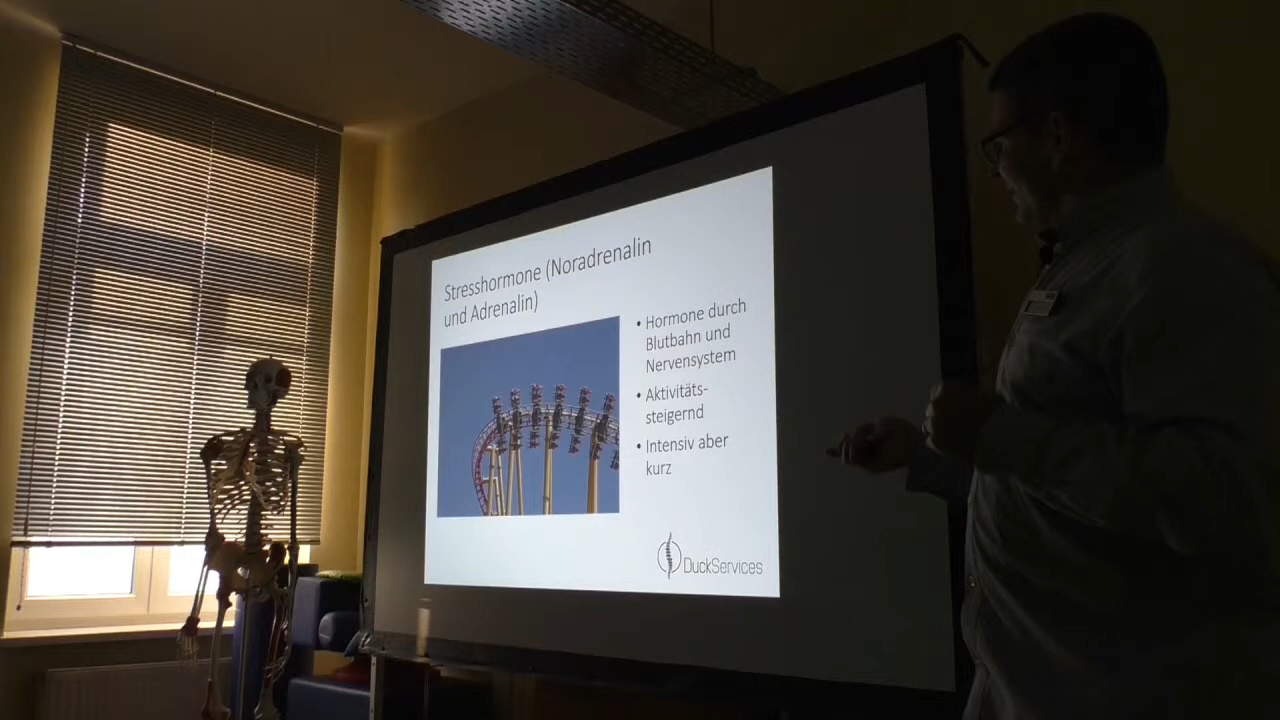 Stresshormone (Noradrenalin
und Adrenalin)
• Hormone durch
Blutbahn und
Nervensystem
• Aktivitäts-
steigernd
• Intensiv aber
kurz
DuckServices